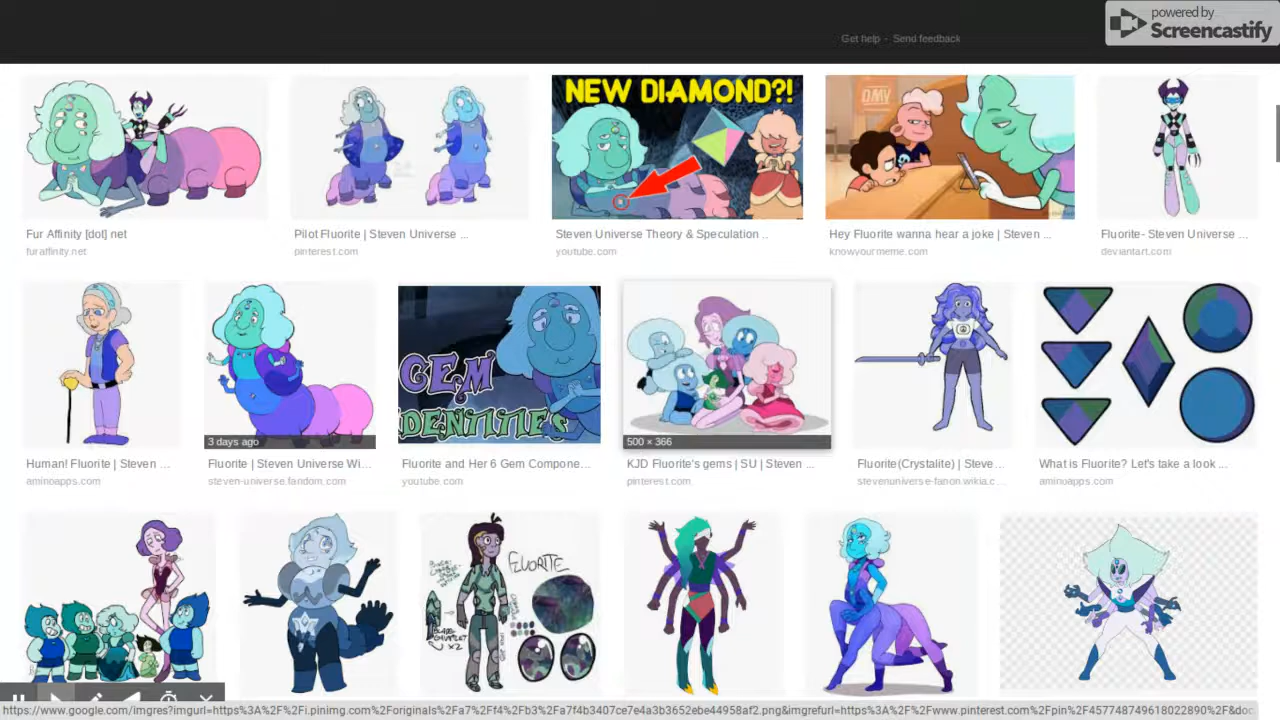 powered by
Screencastify
Get help - Send feedback
NEW DIAMOND?!
OMY
Fur Affinity [dot] net
furaffinity.net
Pilot Fluorite | Steven Universe ...
pinterest.com
Steven Universe Theory & Speculation ..
youtube.com
Hey Fluorite wanna hear a joke | Steven ...
knowyourmeme.com
Fluorite- Steven Universe ...
deviantart.com
GEM
IDENTITIES
3 days ago
500 × 366
Human! Fluorite | Steven ...
aminoapps.com
Fluorite | Steven Universe Wi...
steven-universe.fandom.com
Fluorite and Her 6 Gem Compone...
youtube.com
KJD Fluorite's gems | SU | Steven ...
pinterest.com
Fluorite(Crystalite) | Steve...
stevenuniverse-fanon.wikia.c...
What is Fluorite? Let's take a look ...
aminoapps.com
FLUORITE
X2
https://www.google.com/imgres?imgurl=https%3A%2F%2Fi.pinimg.com%2Foriginals%2Fa7%2Ff4%2Fb3%2Fa7f4b3407ce7e4a3b3652ebe44958af2.png&imgrefurl=https%3A%2F%2Fwww.pinterest.com%2Fpin%2F457748749618022890%2F&doc